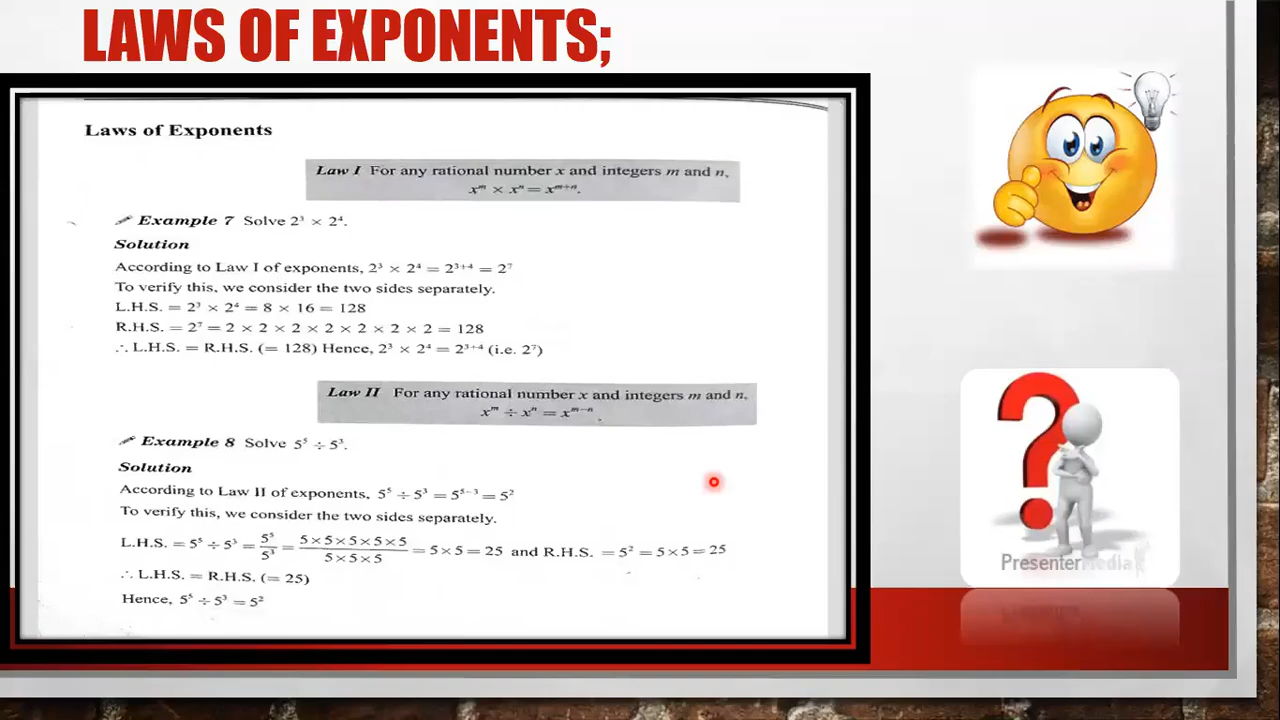 LAWS OF EXPONENTS;
Laws of Exponents
Law I For any rational number x and integers m and n,
xᵐ × xⁿ = xᵐ⁺ⁿ.
Example 7 Solve 2³ × 2⁴.
Solution
According to Law I of exponents, 2³ × 2⁴ = 2³⁺⁴ = 2⁷
To verify this, we consider the two sides separately.
L.H.S. = 2³ × 2⁴ = 8 × 16 = 128
R.H.S. = 2⁷ = 2 × 2 × 2 × 2 × 2 × 2 × 2 = 128
∴ L.H.S. = R.H.S. (= 128) Hence, 2³ × 2⁴ = 2³⁺⁴ (i.e. 2⁷)
Law II For any rational number x and integers m and n,
xᵐ ÷ xⁿ = xᵐ⁻ⁿ.
Example 8 Solve 5⁵ ÷ 5³.
Solution
According to Law II of exponents, 5⁵ ÷ 5³ = 5⁵⁻³ = 5²
To verify this, we consider the two sides separately.
L.H.S. = 5⁵ ÷ 5³ = 5⁵/5³ = 5×5×5×5×5/5×5×5 = 5×5 = 25 and R.H.S. = 5² = 5×5 = 25
∴ L.H.S. = R.H.S. (= 25)
Hence, 5⁵ ÷ 5³ = 5²
PresenterMedia